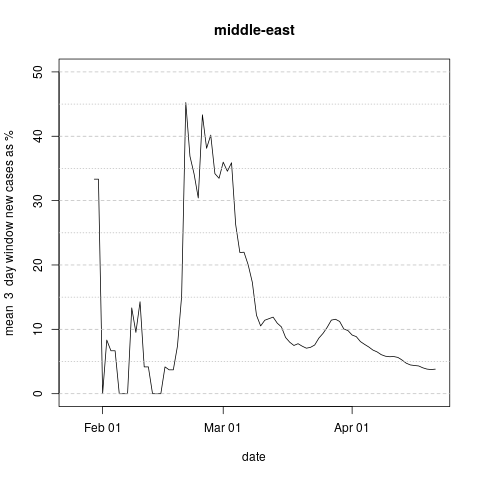 middle-east
mean 3 day window new cases as %
50
40
30
20
10
0
Feb 01
Mar 01
Apr 01
date